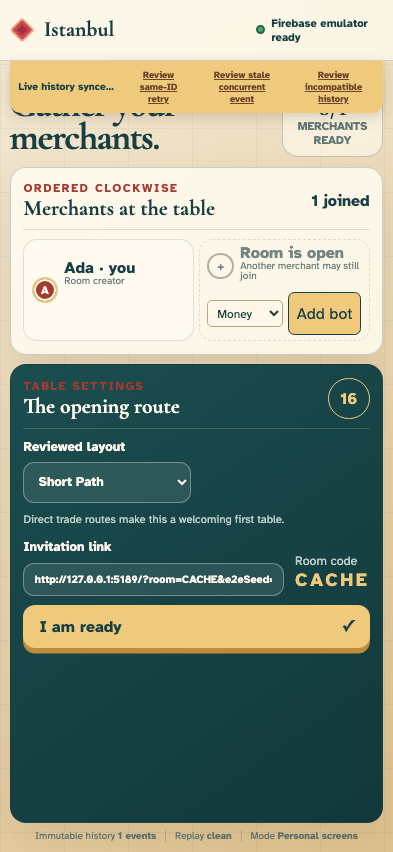 Istanbul
Firebase emulator
ready
Live history synce...
Review
same-ID
retry
Review stale
concurrent
event
Review
incompatible
history
merchants.
MERCHANTS
READY
ORDERED CLOCKWISE
Merchants at the table
1 joined
A
Ada · you
Room creator
+
Room is open
Another merchant may still
join
Money
Add bot
TABLE SETTINGS
The opening route
16
Reviewed layout
Short Path
Direct trade routes make this a welcoming first table.
Invitation link
http://127.0.0.1:5189/?room=CACHE&e2eSeed=
Room code
CACHE
I am ready ✓
Immutable history 1 events
Replay clean
Mode Personal screens